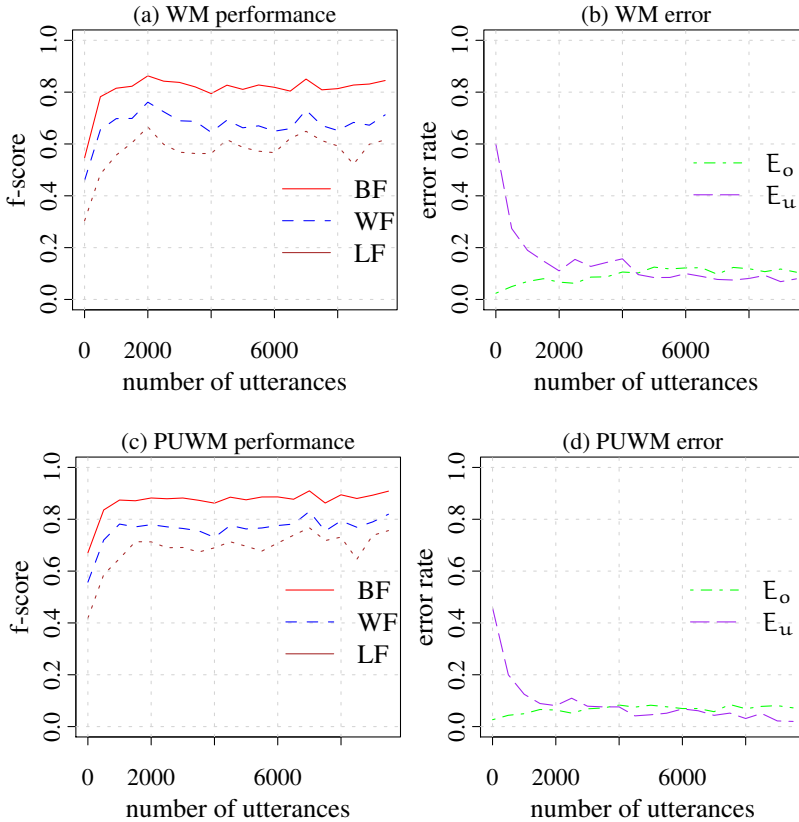 (a) WM performance
1.0
0.8
0.6
0.4
0.2
0.0
f-score
BF
WF
LF
0 2000 6000
number of utterances
(b) WM error
1.0
0.8
0.6
0.4
0.2
0.0
error rate
Eo
Eu
0 2000 6000
number of utterances
(c) PUWM performance
1.0
0.8
0.6
0.4
0.2
0.0
f-score
BF
WF
LF
0 2000 6000
number of utterances
(d) PUWM error
1.0
0.8
0.6
0.4
0.2
0.0
error rate
Eo
Eu
0 2000 6000
number of utterances